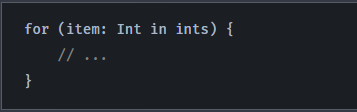 for (item: Int in ints) {
    // ...
}